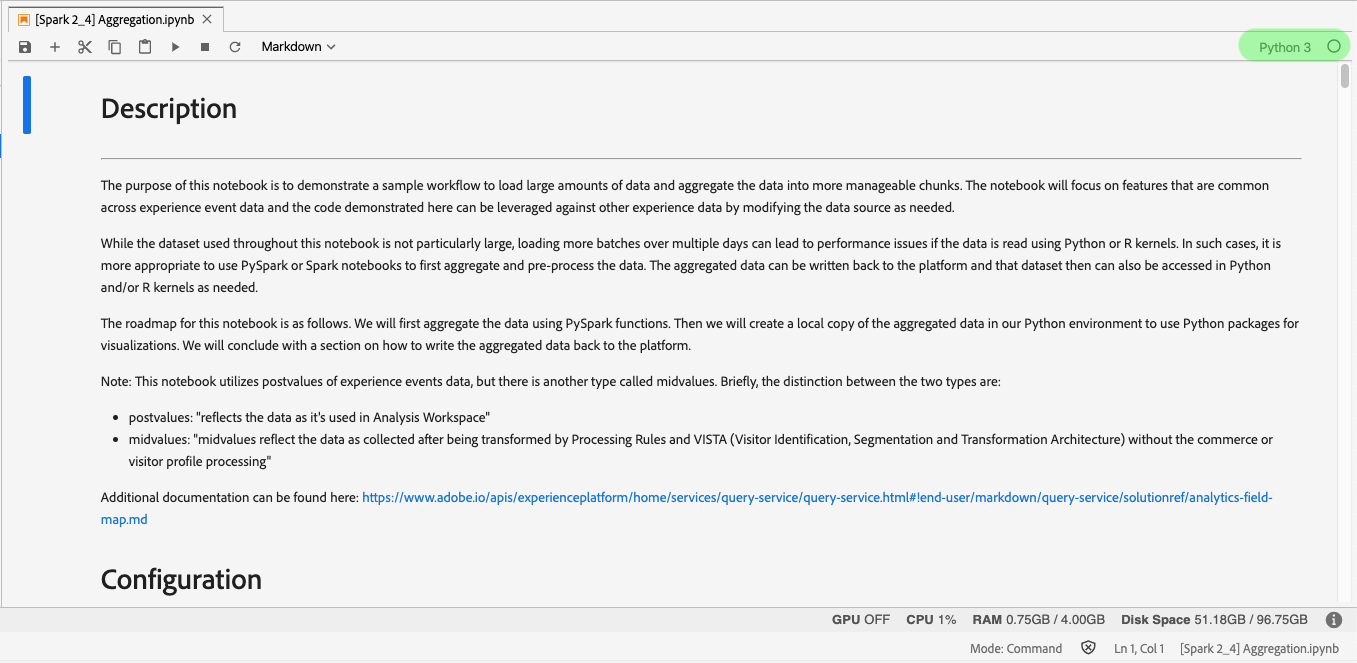 [Spark 2_4] Aggregation.ipynb
Markdown
Python 3
Description
The purpose of this notebook is to demonstrate a sample workflow to load large amounts of data and aggregate the data into more manageable chunks. The notebook will focus on features that are common
across experience event data and the code demonstrated here can be leveraged against other experience data by modifying the data source as needed.
While the dataset used throughout this notebook is not particularly large, loading more batches over multiple days can lead to performance issues if the data is read using Python or R kernels. In such cases, it is
more appropriate to use PySpark or Spark notebooks to first aggregate and pre-process the data. The aggregated data can be written back to the platform and that dataset then can also be accessed in Python
and/or R kernels as needed.
The roadmap for this notebook is as follows. We will first aggregate the data using PySpark functions. Then we will create a local copy of the aggregated data in our Python environment to use Python packages for
visualizations. We will conclude with a section on how to write the aggregated data back to the platform.
Note: This notebook utilizes postvalues of experience events data, but there is another type called midvalues. Briefly, the distinction between the two types are:
• postvalues: "reflects the data as it's used in Analysis Workspace"
• midvalues: "midvalues reflect the data as collected after being transformed by Processing Rules and VISTA (Visitor Identification, Segmentation and Transformation Architecture) without the commerce or
visitor profile processing"
Additional documentation can be found here: https://www.adobe.io/apis/experienceplatform/home/services/query-service/query-service.html#!end-user/markdown/query-service/solutionref/analytics-field-
map.md
Configuration
GPU OFF CPU 1% RAM 0.75GB / 4.00GB Disk Space 51.18GB / 96.75GB
Mode: Command Ln 1, Col 1 [Spark 2_4] Aggregation.ipynb